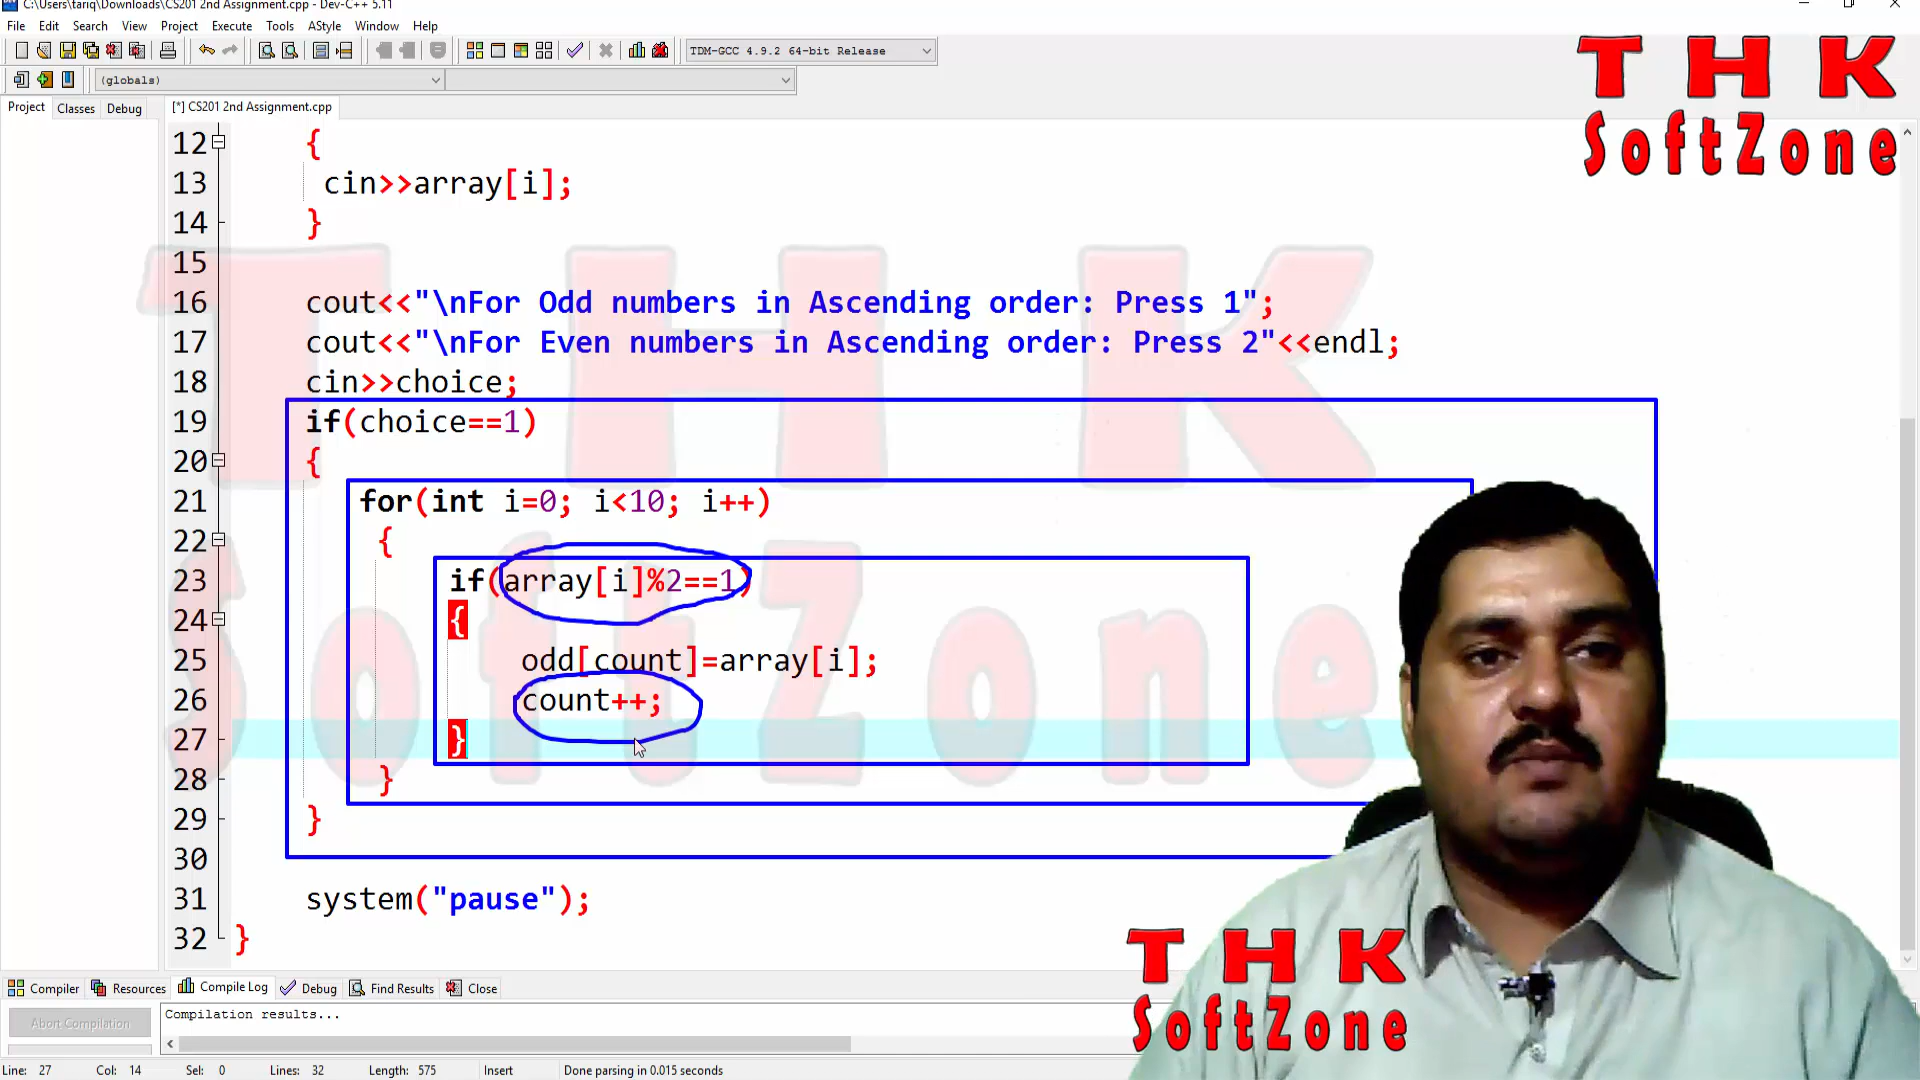 C:\Users\tariq\Downloads\CS201 2nd Assignment.cpp - Dev-C++ 5.11
File Edit Search View Project Execute Tools AStyle Window Help
TDM-GCC 4.9.2 64-bit Release
(globals)
Project Classes Debug [*] CS201 2nd Assignment.cpp
THK
SoftZone
12 {
13 cin>>array[i];
14 }
15
16 cout<<"\nFor Odd numbers in Ascending order: Press 1";
17 cout<<"\nFor Even numbers in Ascending order: Press 2"<<endl;
18 cin>>choice;
19 if(choice==1)
20 {
21 for(int i=0; i<10; i++)
22 {
23 if(array[i]%2==1)
24 {
25 odd[count]=array[i];
26 count++;
27 }
28 }
29 }
30
31 system("pause");
32 }
THK
SoftZone
THK
SoftZone
Compiler Resources Compile Log Debug Find Results Close
Abort Compilation
Compilation results...
Line: 27 Col: 14 Sel: 0 Lines: 32 Length: 575 Insert Done parsing in 0.015 seconds